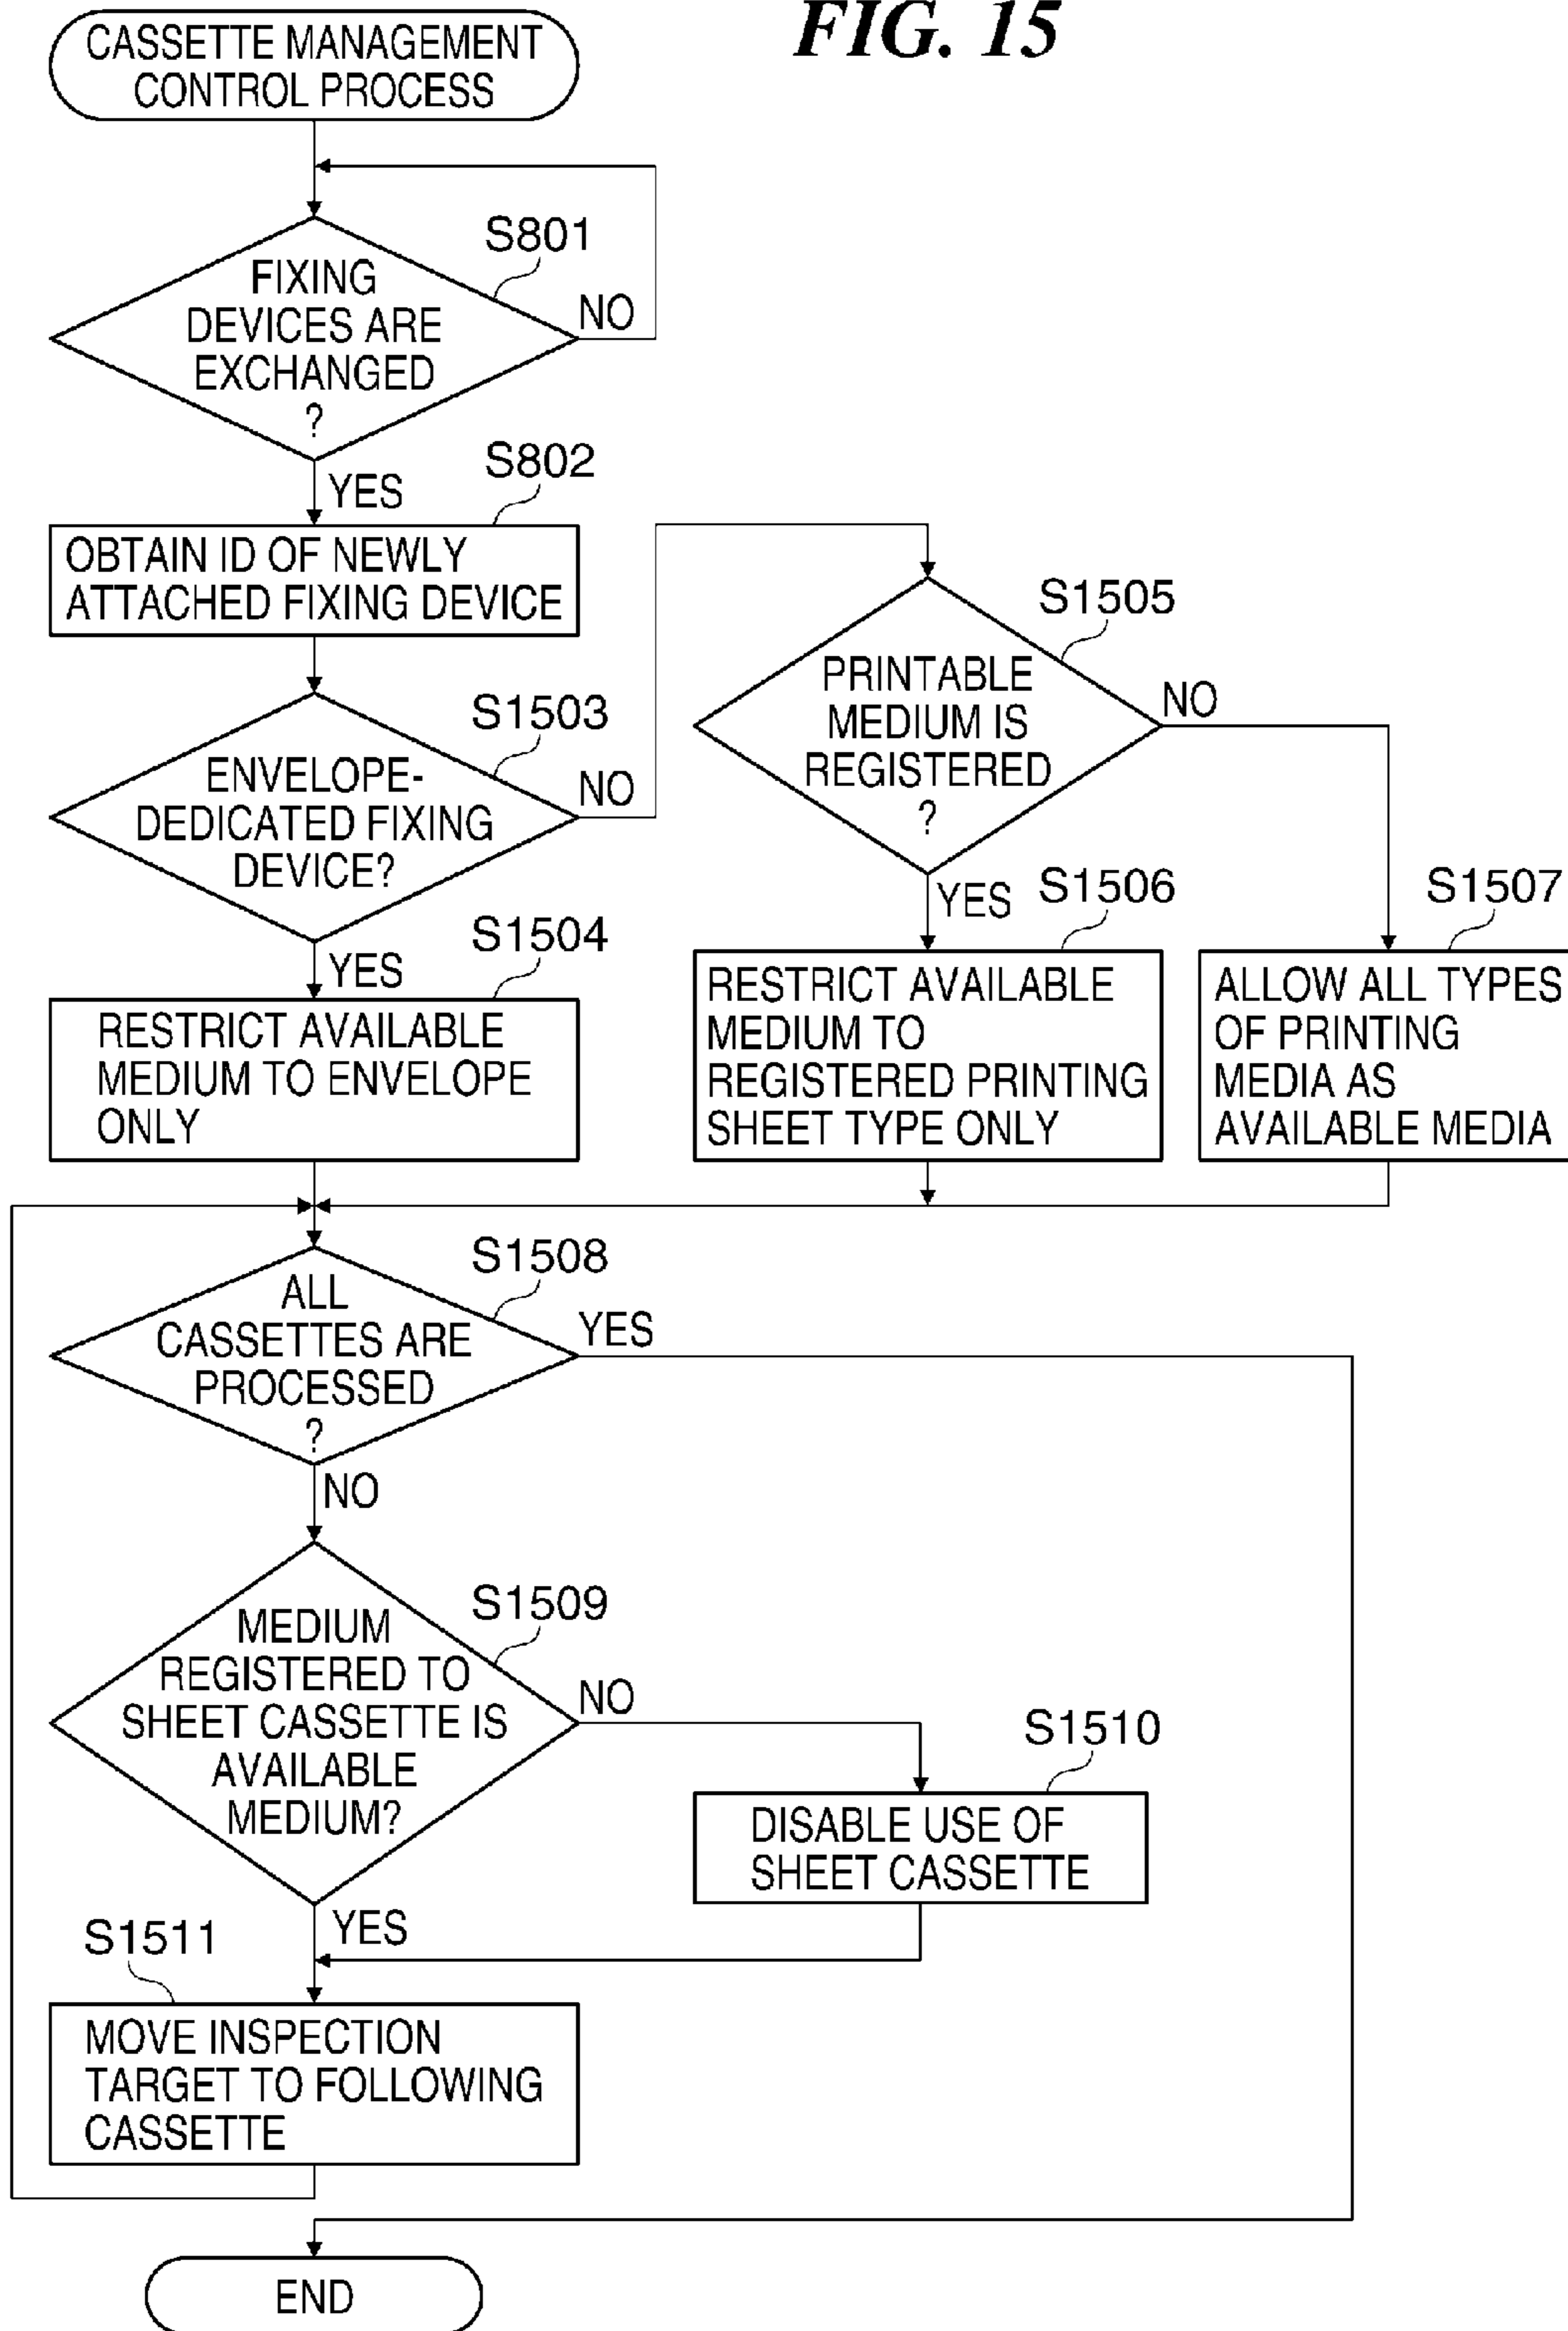 FIG. 15
CASSETTE MANAGEMENT
CONTROL PROCESS
S801
FIXING
DEVICES ARE
EXCHANGED
?
NO
YES
S802
OBTAIN ID OF NEWLY
ATTACHED FIXING DEVICE
S1503
ENVELOPE-
DEDICATED FIXING
DEVICE?
NO
YES
S1504
RESTRICT AVAILABLE
MEDIUM TO ENVELOPE
ONLY
S1505
PRINTABLE
MEDIUM IS
REGISTERED
?
NO
YES
S1506
RESTRICT AVAILABLE
MEDIUM TO
REGISTERED PRINTING
SHEET TYPE ONLY
S1507
ALLOW ALL TYPES
OF PRINTING
MEDIA AS
AVAILABLE MEDIA
S1508
ALL
CASSETTES ARE
PROCESSED
?
YES
NO
S1509
MEDIUM
REGISTERED TO
SHEET CASSETTE IS
AVAILABLE
MEDIUM?
NO
YES
S1510
DISABLE USE OF
SHEET CASSETTE
S1511
MOVE INSPECTION
TARGET TO FOLLOWING
CASSETTE
END